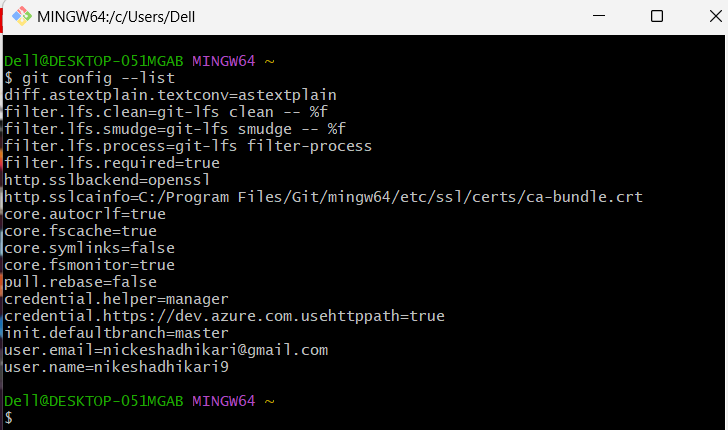 MINGW64:/c/Users/Dell
Dell@DESKTOP-O51MGAB MINGW64 ~
$ git config --list
diff.astextplain.textconv=astextplain
filter.lfs.clean=git-lfs clean -- %f
filter.lfs.smudge=git-lfs smudge -- %f
filter.lfs.process=git-lfs filter-process
filter.lfs.required=true
http.sslbackend=openssl
http.sslcainfo=C:/Program Files/Git/mingw64/etc/ssl/certs/ca-bundle.crt
core.autocrlf=true
core.fscache=true
core.symlinks=false
core.fsmonitor=true
pull.rebase=false
credential.helper=manager
credential.https://dev.azure.com.usehttppath=true
init.defaultbranch=master
user.email=nickeshadhikari@gmail.com
user.name=nikeshadhikari9
Dell@DESKTOP-O51MGAB MINGW64 ~
$